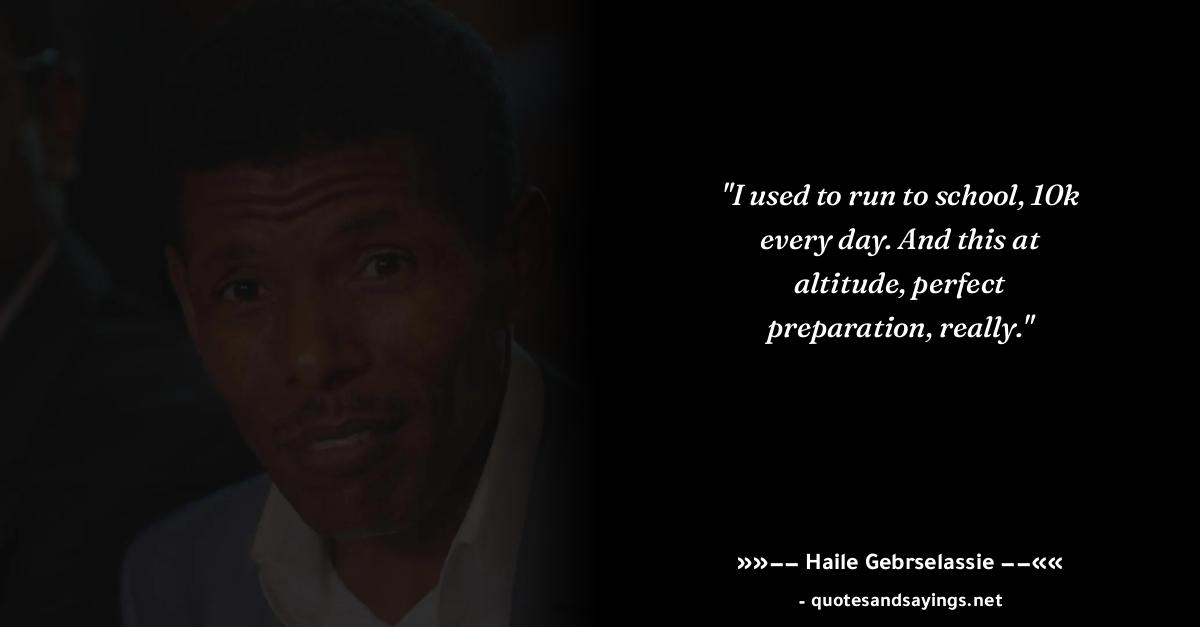 "I used to run to school, 10k
every day. And this at
altitude, perfect
preparation, really."
»»−− Haile Gebrselassie −−««
- quotesandsayings.net